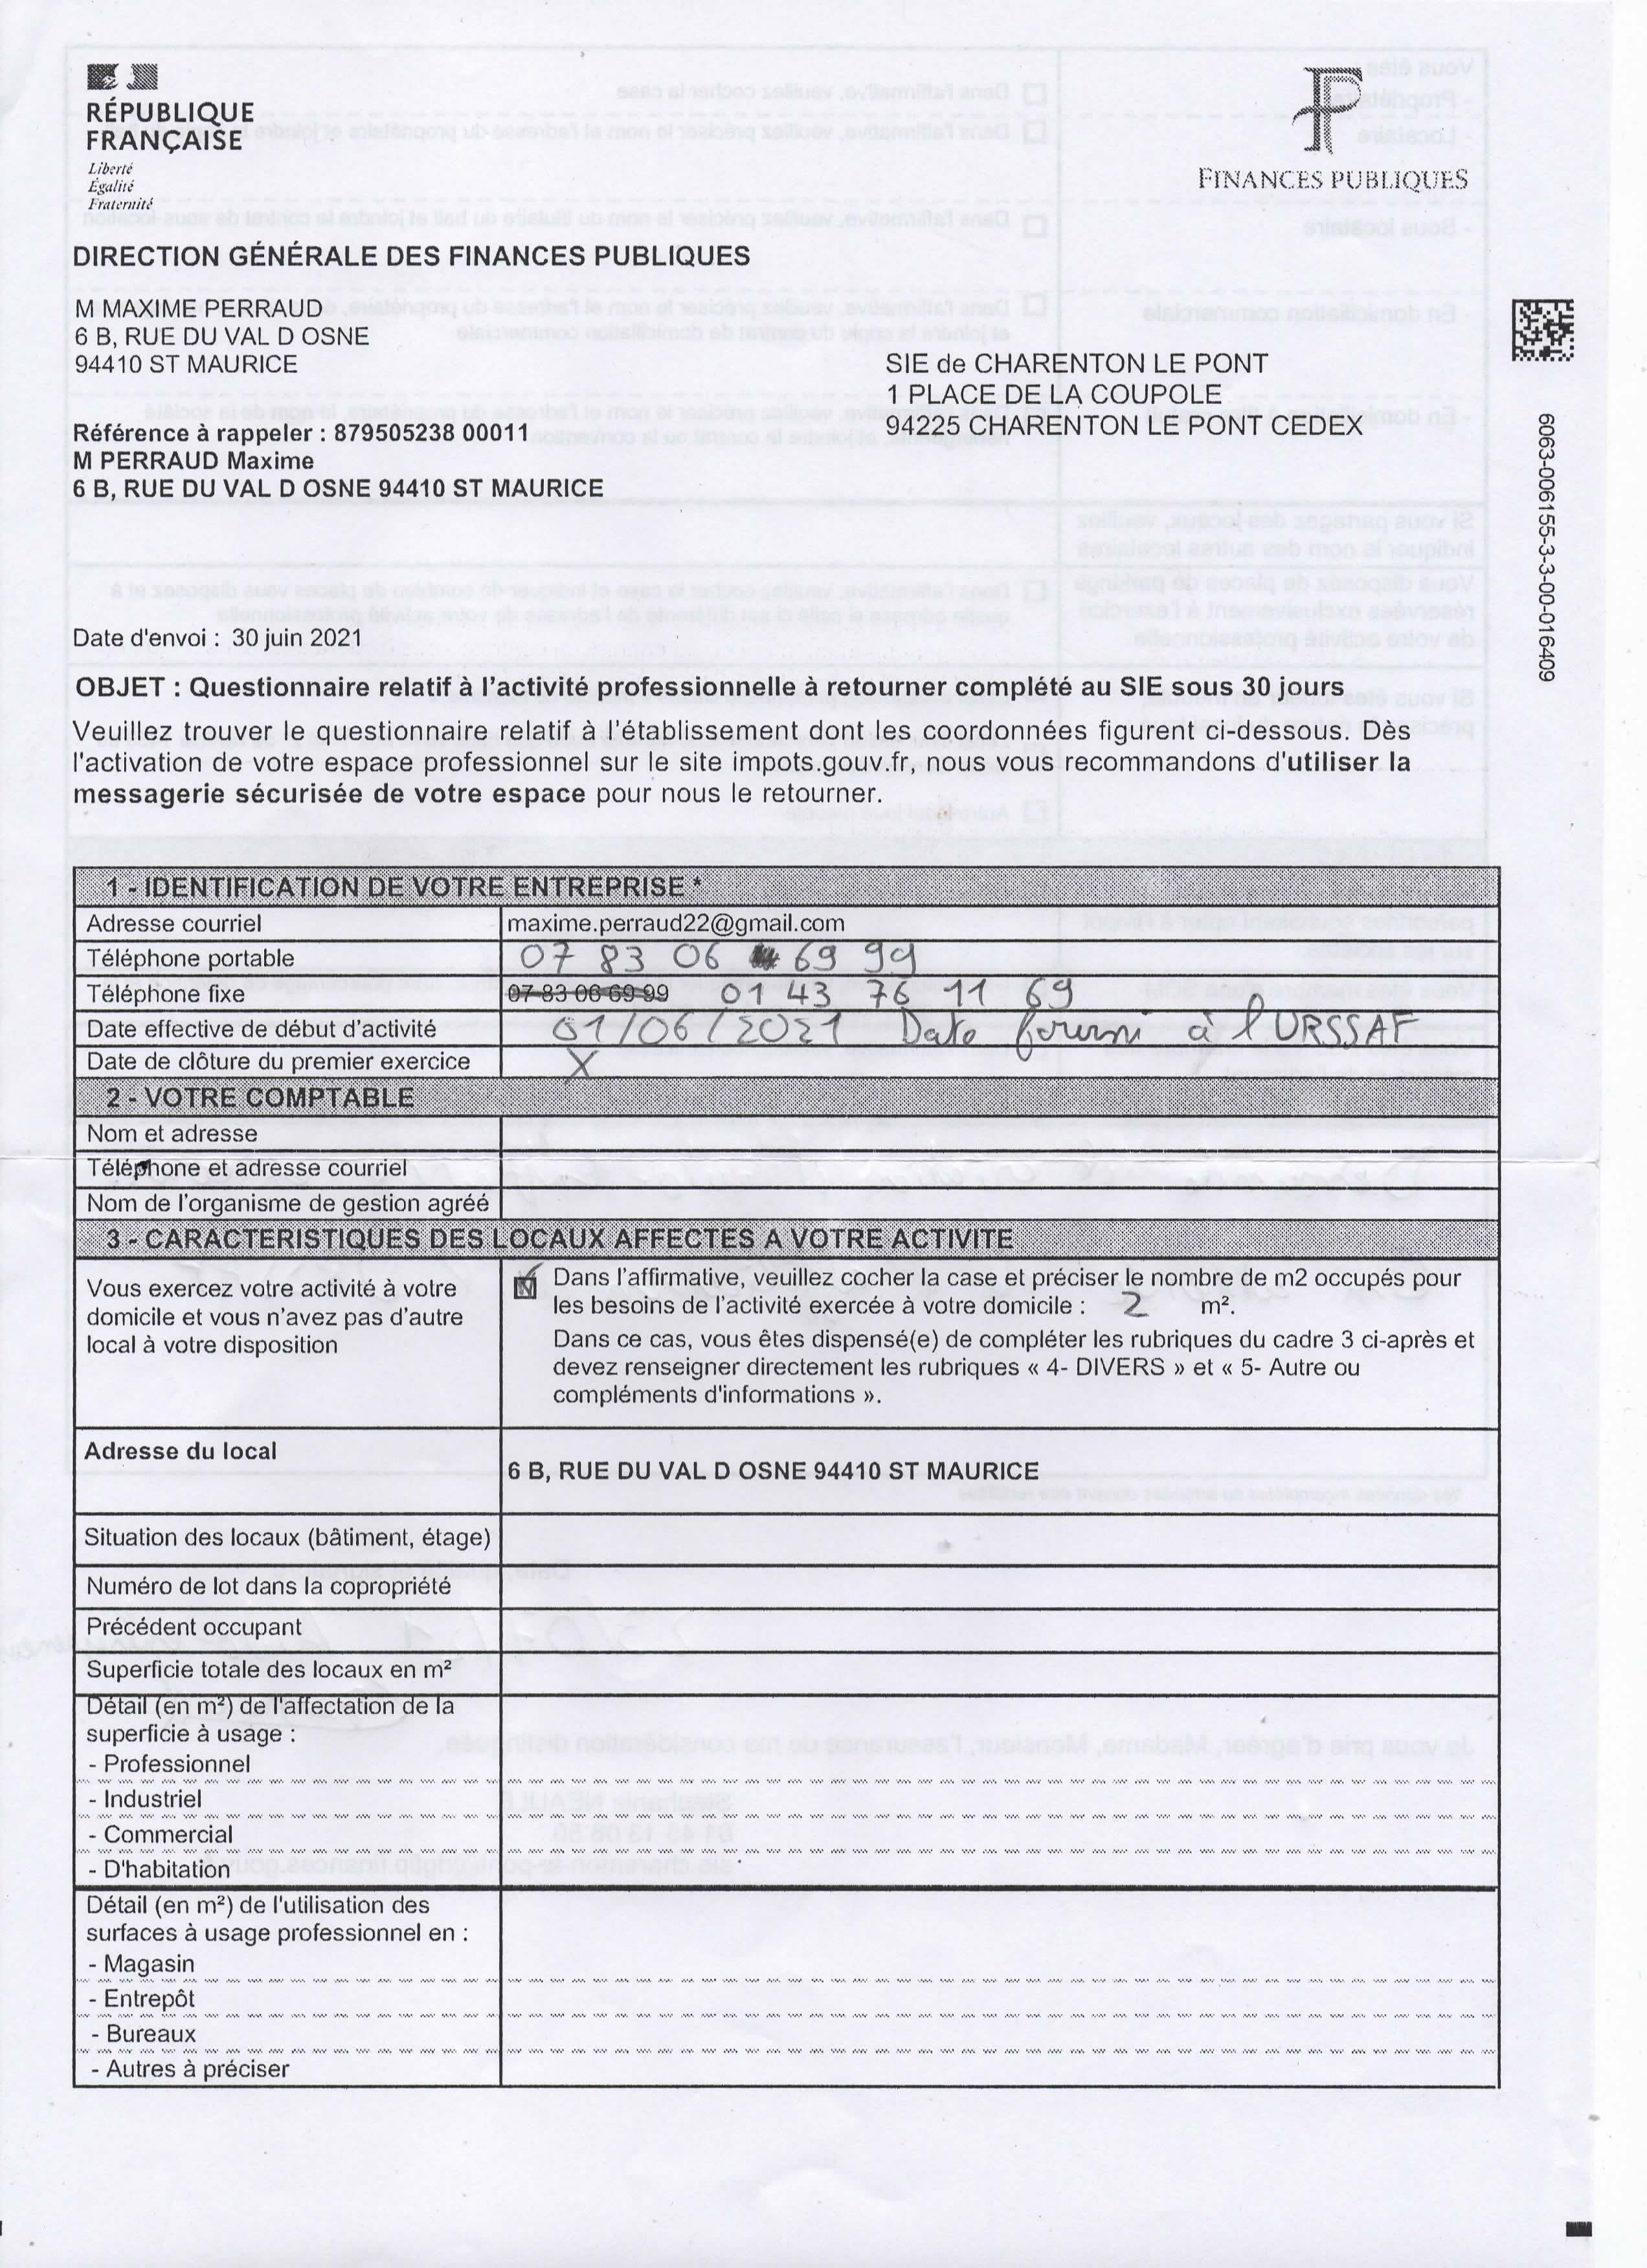 RÉPUBLIQUE
FRANÇAISE
Liberté
Égalité
Fraternité
FINANCES PUBLIQUES
DIRECTION GÉNÉRALE DES FINANCES PUBLIQUES
M MAXIME PERRAUD
6 B, RUE DU VAL D OSNE
94410 ST MAURICE
SIE de CHARENTON LE PONT
1 PLACE DE LA COUPOLE
94225 CHARENTON LE PONT CEDEX
Référence à rappeler : 879505238 00011
M PERRAUD Maxime
6 B, RUE DU VAL D OSNE 94410 ST MAURICE
6063-006155-3-3-00-016409
Date d'envoi : 30 juin 2021
OBJET : Questionnaire relatif à l'activité professionnelle à retourner complété au SIE sous 30 jours
Veuillez trouver le questionnaire relatif à l'établissement dont les coordonnées figurent ci-dessous. Dès
l'activation de votre espace professionnel sur le site impots.gouv.fr, nous vous recommandons d'utiliser la
messagerie sécurisée de votre espace pour nous le retourner.
1 - IDENTIFICATION DE VOTRE ENTREPRISE *
Adresse courriel maxime.perraud22@gmail.com
Téléphone portable 07 83 06 69 99
Téléphone fixe 07 83 06 69 99 01 43 76 11 69
Date effective de début d'activité 01/06/2021 Date fourni à l'URSSAF
Date de clôture du premier exercice X
2 - VOTRE COMPTABLE
Nom et adresse
Téléphone et adresse courriel
Nom de l'organisme de gestion agréé
3 - CARACTERISTIQUES DES LOCAUX AFFECTES A VOTRE ACTIVITE
Vous exercez votre activité à votre
domicile et vous n'avez pas d'autre
local à votre disposition
Dans l'affirmative, veuillez cocher la case et préciser le nombre de m2 occupés pour
les besoins de l'activité exercée à votre domicile : 2 m².
Dans ce cas, vous êtes dispensé(e) de compléter les rubriques du cadre 3 ci-après et
devez renseigner directement les rubriques « 4- DIVERS » et « 5- Autre ou
compléments d'informations ».
Adresse du local
6 B, RUE DU VAL D OSNE 94410 ST MAURICE
Situation des locaux (bâtiment, étage)
Numéro de lot dans la copropriété
Précédent occupant
Superficie totale des locaux en m²
Détail (en m²) de l'affectation de la
superficie à usage :
- Professionnel
- Industriel
- Commercial
- D'habitation
Détail (en m²) de l'utilisation des
surfaces à usage professionnel en :
- Magasin
- Entrepôt
- Bureaux
- Autres à préciser